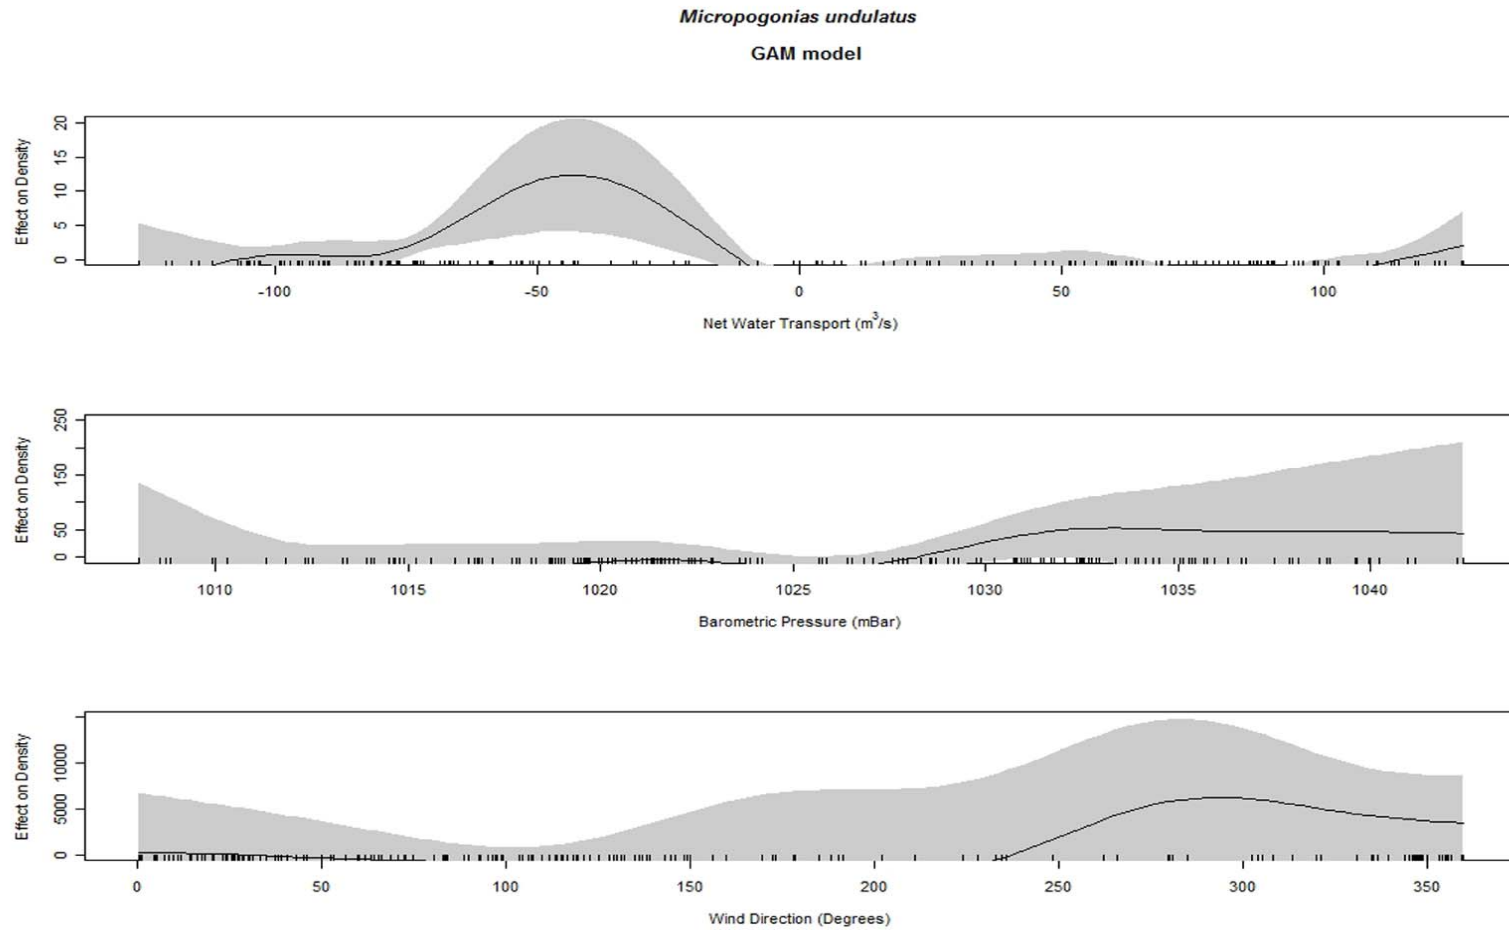 Micropogonias undulatus
GAM model
Effect on Density
20
15
10
5
0
-100 -50 0 50 100
Net Water Transport (m³/s)
Effect on Density
250
150
50
0
1010 1015 1020 1025 1030 1035 1040
Barometric Pressure (mBar)
Effect on Density
10000
5000
0
0 50 100 150 200 250 300 350
Wind Direction (Degrees)